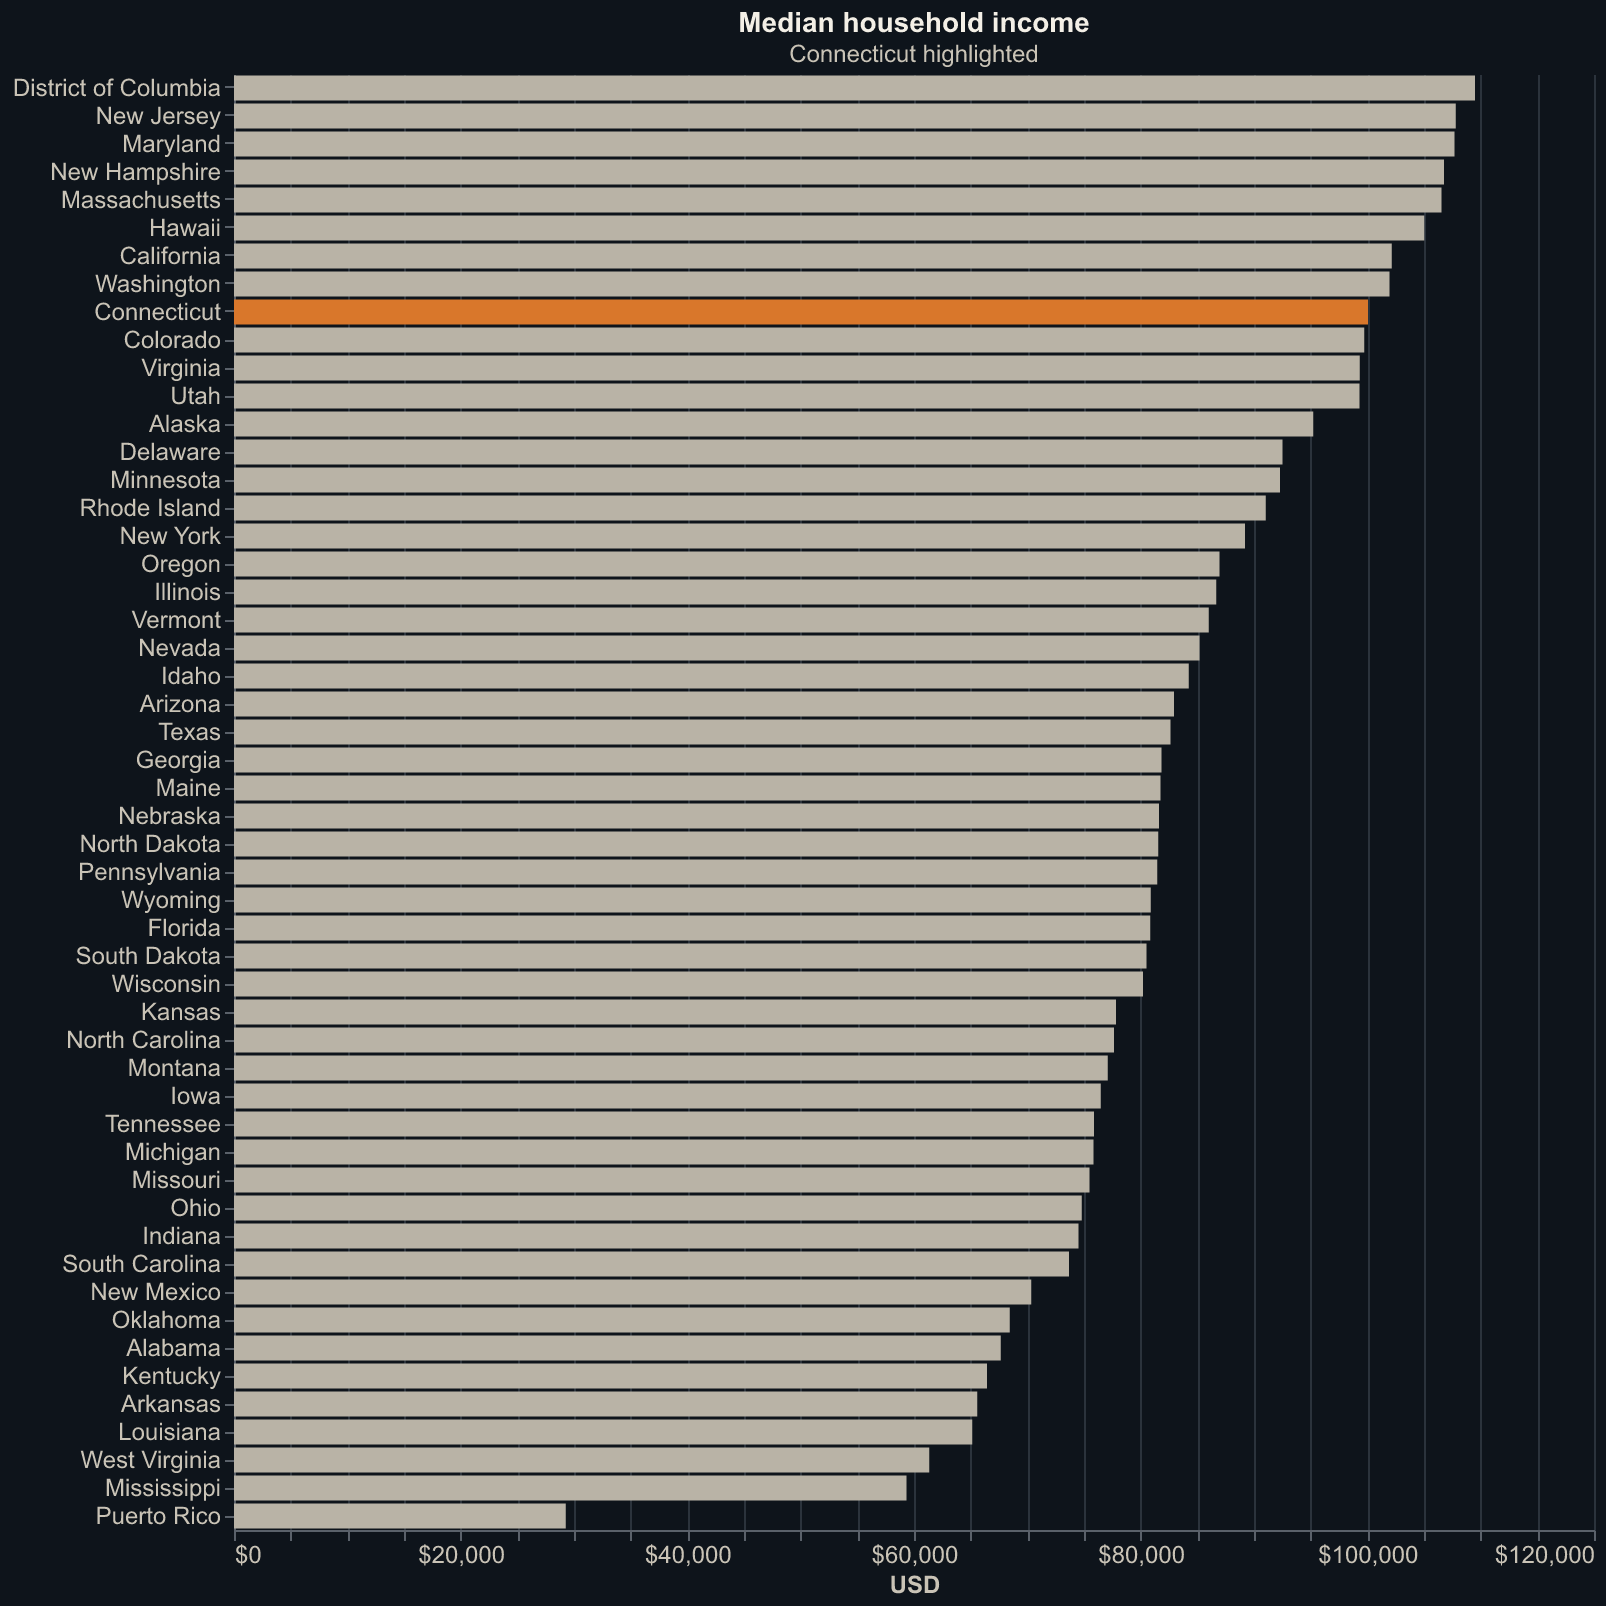 Median household income
Connecticut highlighted
District of Columbia
New Jersey
Maryland
New Hampshire
Massachusetts
Hawaii
California
Washington
Connecticut
Colorado
Virginia
Utah
Alaska
Delaware
Minnesota
Rhode Island
New York
Oregon
Illinois
Vermont
Nevada
Idaho
Arizona
Texas
Georgia
Maine
Nebraska
North Dakota
Pennsylvania
Wyoming
Florida
South Dakota
Wisconsin
Kansas
North Carolina
Montana
Iowa
Tennessee
Michigan
Missouri
Ohio
Indiana
South Carolina
New Mexico
Oklahoma
Alabama
Kentucky
Arkansas
Louisiana
West Virginia
Mississippi
Puerto Rico
$0 $20,000 $40,000 $60,000 $80,000 $100,000 $120,000
USD